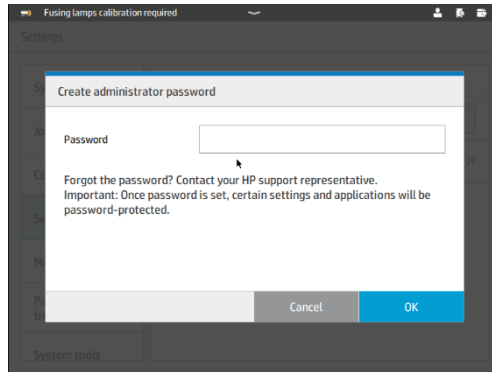 Fusing lamps calibration required
Settings
Create administrator password
Password
Forgot the password? Contact your HP support representative.
Important: Once password is set, certain settings and applications will be
password-protected.
Cancel
OK
System tools